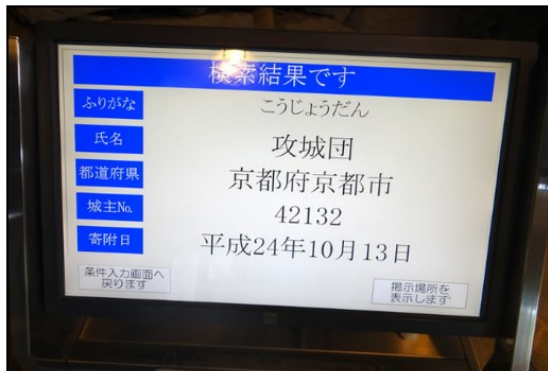 検索結果です
ふりがな こうじょうだん
氏名 攻城団
都道府県 京都府京都市
城主No. 42132
寄附日 平成24年10月13日
条件入力画面へ
戻ります
掲示場所を
表示します